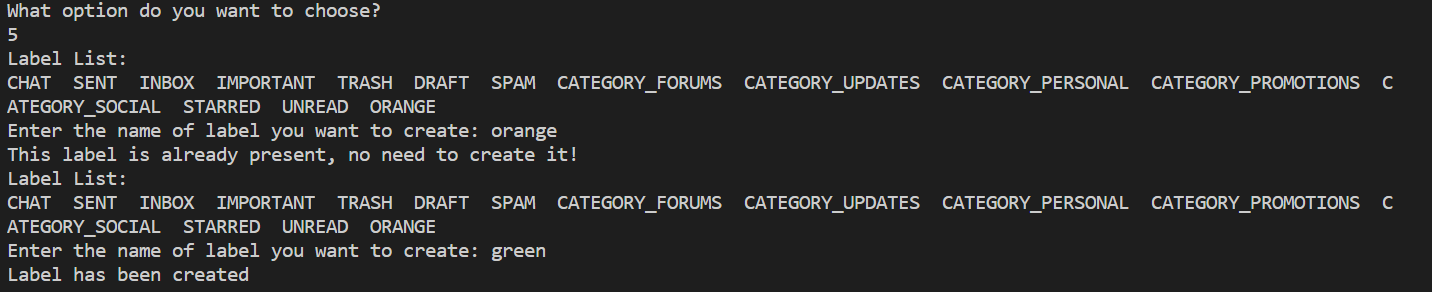 What option do you want to choose?
5
Label List:
CHAT  SENT  INBOX  IMPORTANT  TRASH  DRAFT  SPAM  CATEGORY_FORUMS  CATEGORY_UPDATES  CATEGORY_PERSONAL  CATEGORY_PROMOTIONS  C
ATEGORY_SOCIAL  STARRED  UNREAD  ORANGE
Enter the name of label you want to create: orange
This label is already present, no need to create it!
Label List:
CHAT  SENT  INBOX  IMPORTANT  TRASH  DRAFT  SPAM  CATEGORY_FORUMS  CATEGORY_UPDATES  CATEGORY_PERSONAL  CATEGORY_PROMOTIONS  C
ATEGORY_SOCIAL  STARRED  UNREAD  ORANGE
Enter the name of label you want to create: green
Label has been created